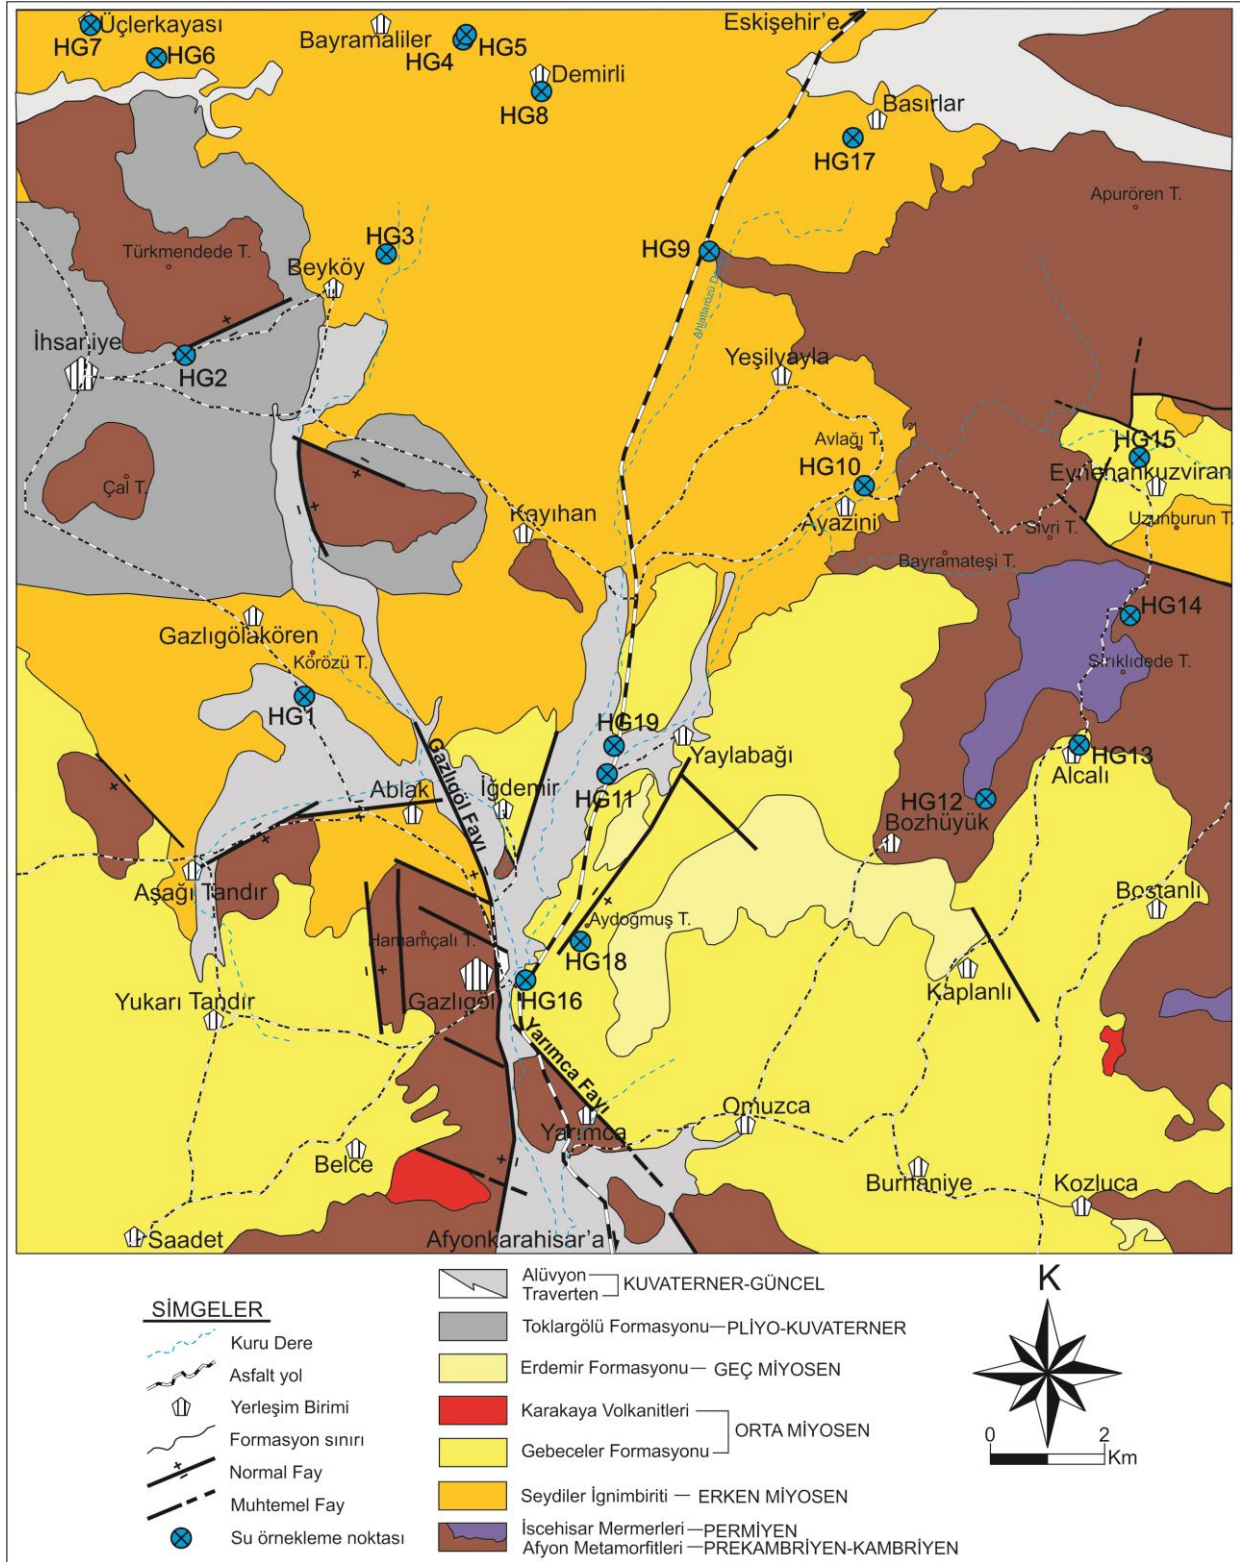 Eskişehir'e
Üçlerkayası
HG7
HG6
Bayramaliler
HG4
HG5
Demirli
HG8
Basırlar
HG17
Apurören T.
Türkmendede T.
HG3
Beyköy
HG9
Ahlatlarözü De
İhsaniye
HG2
Yeşilyayla
Avlağı T.
HG10
Ayazini
HG15
Eynehankuzviran
Çal T.
Kayıhan
Sivri T.
Uzunburun T.
Bayramateşi T.
HG14
Gazlıgölakören
Körözü T.
Sırıklıdede T.
HG1
HG19
Yaylabağı
HG13
Alcalı
Gazlıgöl Fayı
İğdemir
HG11
Ablak
HG12
Bozhüyük
Aşağı Tandır
Bostanlı
Aydoğmuş T.
Hamamçalı T.
HG18
Gazlıgöl
HG16
Kaplanlı
Yukarı Tandır
Yarımca Fayı
Omuzca
Yarımca
Belce
Burhaniye
Kozluca
Saadet
Afyonkarahisar'a
SİMGELER
Kuru Dere
Asfalt yol
Yerleşim Birimi
Formasyon sınırı
Normal Fay
Muhtemel Fay
Su örnekleme noktası
Alüvyon
Traverten
KUVATERNER-GÜNCEL
Toklargölü Formasyonu—PLİYO-KUVATERNER
Erdemir Formasyonu — GEÇ MİYOSEN
Karakaya Volkanitleri
ORTA MİYOSEN
Gebeceler Formasyonu
Seydiler İgnimbiriti — ERKEN MİYOSEN
İscehisar Mermerleri - PERMİYEN
Afyon Metamorfitleri - PREKAMBRİYEN-KAMBRİYEN
K
0 2
Km